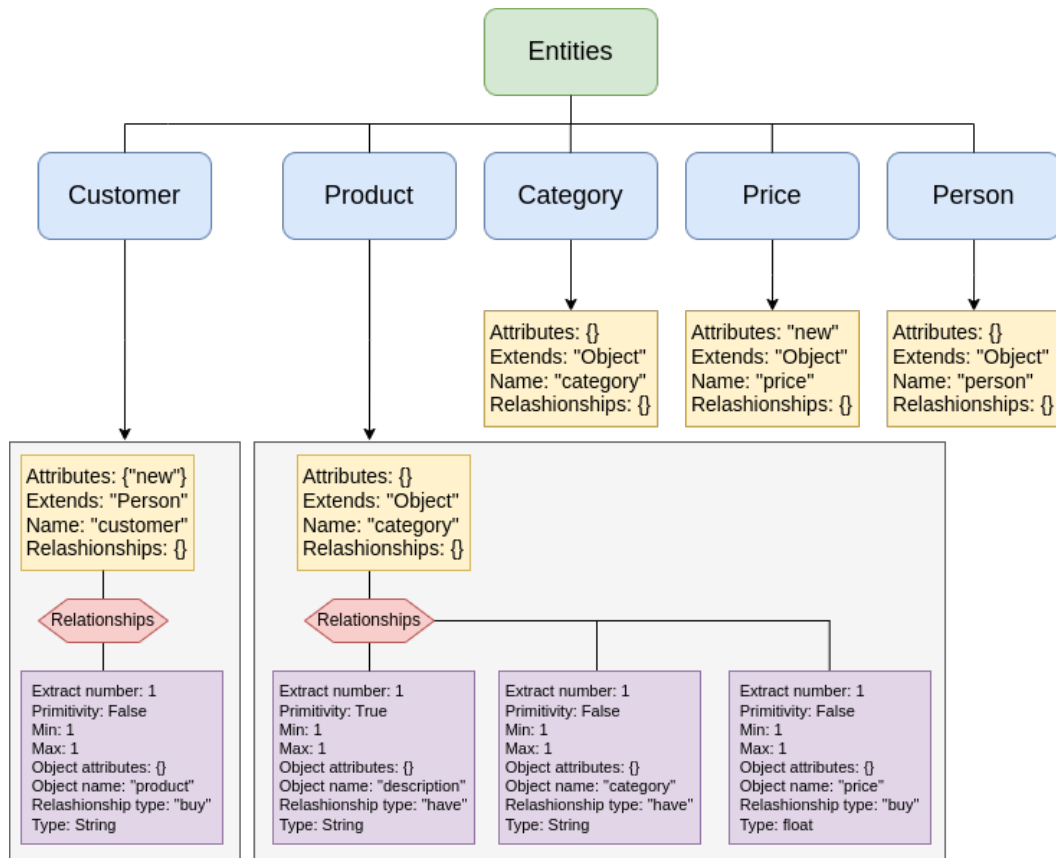 Entities
Customer
Product
Category
Price
Person
Attributes: {}
Extends: "Object"
Name: "category"
Relashionships: {}
Attributes: "new"
Extends: "Object"
Name: "price"
Relashionships: {}
Attributes: {}
Extends: "Object"
Name: "person"
Relashionships: {}
Attributes: {"new"}
Extends: "Person"
Name: "customer"
Relashionships: {}
Attributes: {}
Extends: "Object"
Name: "category"
Relashionships: {}
Relationships
Relationships
Extract number: 1
Primitivity: False
Min: 1
Max: 1
Object attributes: {}
Object name: "product"
Relashionship type: "buy"
Type: String
Extract number: 1
Primitivity: True
Min: 1
Max: 1
Object attributes: {}
Object name: "description"
Relashionship type: "have"
Type: String
Extract number: 1
Primitivity: False
Min: 1
Max: 1
Object attributes: {}
Object name: "category"
Relashionship type: "have"
Type: String
Extract number: 1
Primitivity: False
Min: 1
Max: 1
Object attributes: {}
Object name: "price"
Relashionship type: "buy"
Type: float